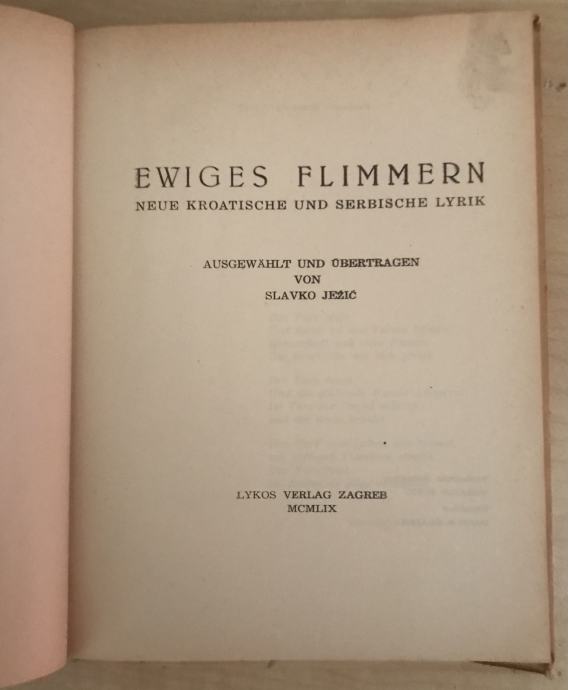 EWIGES FLIMMERN
NEUE KROATISCHE UND SERBISCHE LYRIK
AUSGEWÄHLT UND ÜBERTRAGEN
VON
SLAVKO JEŽIĆ
LYKOS VERLAG ZAGREB
MCMLIX